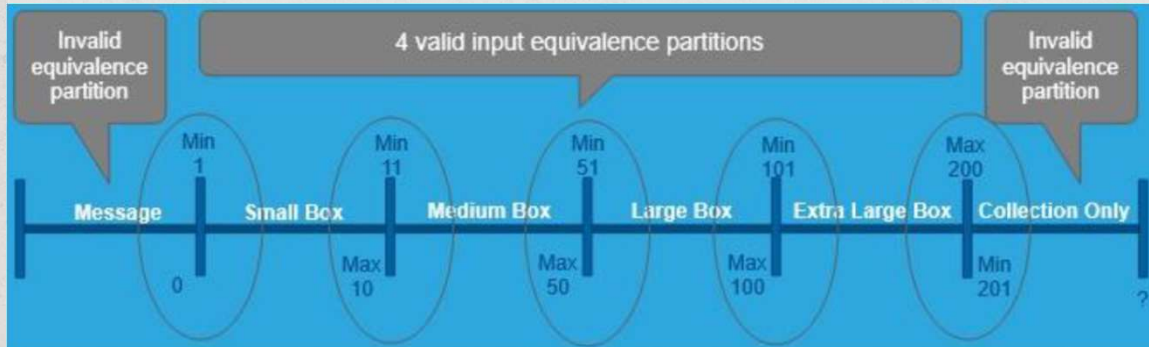 Invalid
equivalence
partition
4 valid input equivalence partitions
Invalid
equivalence
partition
Min
1
Min
11
Min
51
Min
101
Max
200
Message
Small Box
Medium Box
Large Box
Extra Large Box
Collection Only
0
Max
10
Max
50
Max
100
Min
201
?